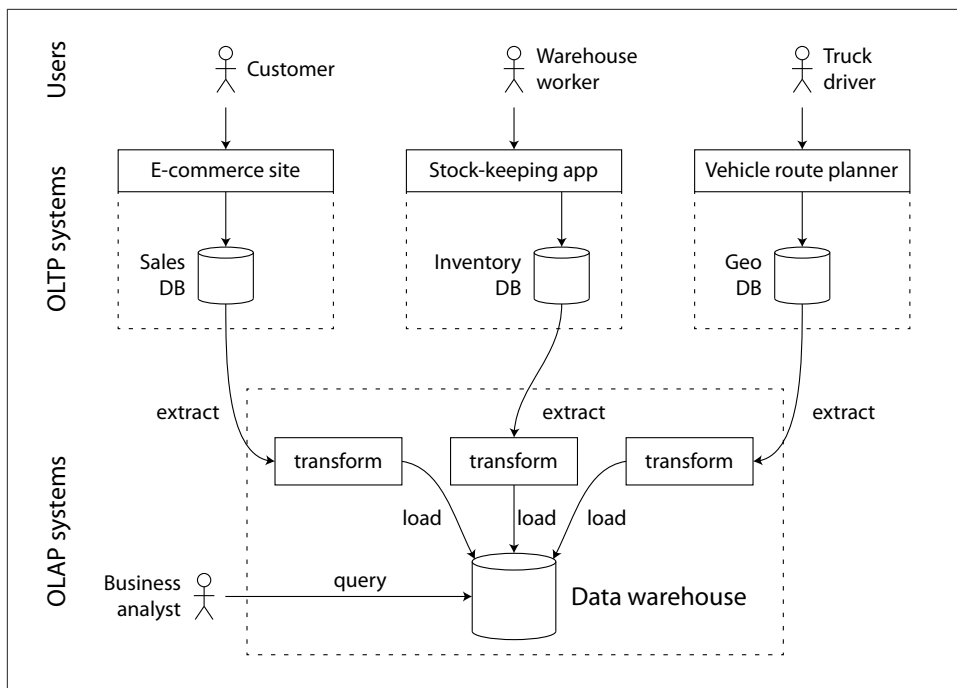 Users
Customer
Warehouse
worker
Truck
driver
OLTP systems
E-commerce site
Stock-keeping app
Vehicle route planner
Sales
DB
Inventory
DB
Geo
DB
extract
extract
extract
OLAP systems
transform
transform
transform
load
load
load
Business
analyst
query
Data warehouse